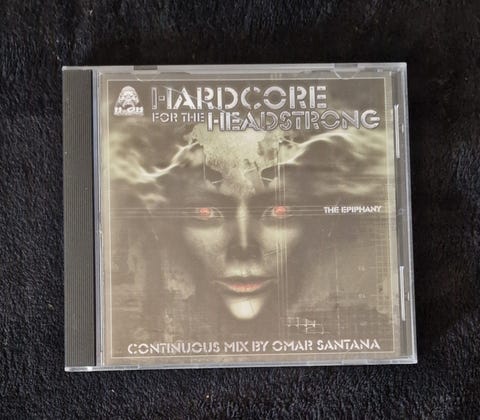 HARDCORE
FOR THE HEADSTRONG
THE EPIPHANY
CONTINUOUS MIX BY OMAR SANTANA